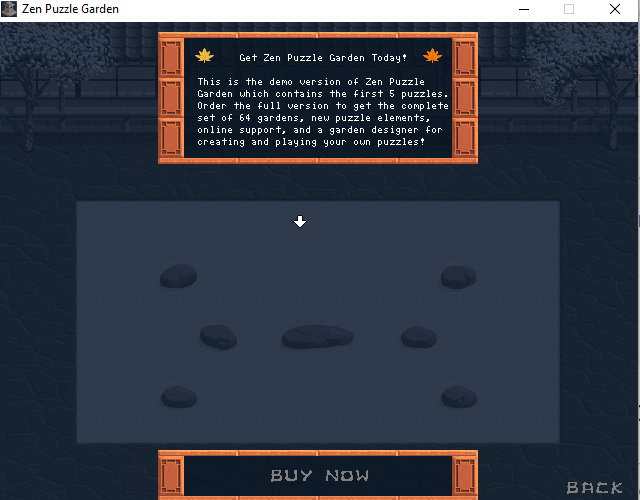 Zen Puzzle Garden
Get Zen Puzzle Garden Today!
This is the demo version of Zen Puzzle
Garden which contains the first 5 puzzles.
Order the full version to get the complete
set of 64 gardens, new puzzle elements,
online support, and a garden designer for
creating and playing your own puzzles!
BUY NOW
BACK